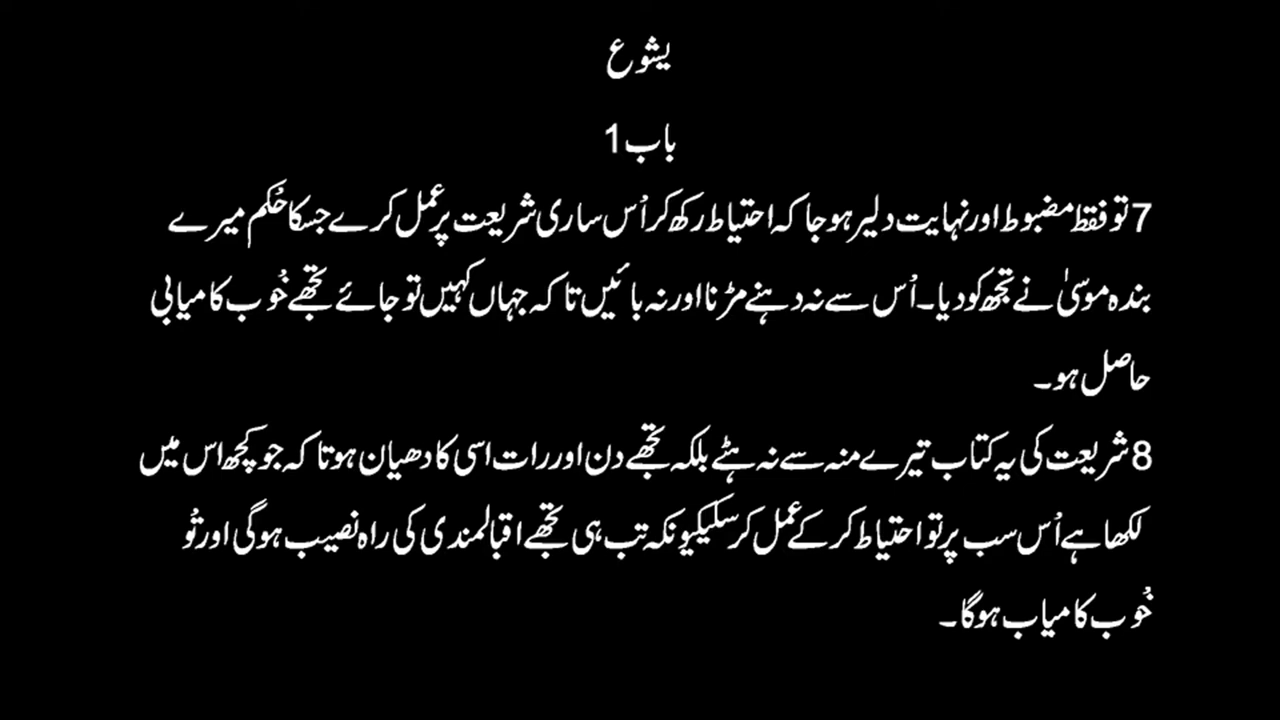 یشوع
باب 1
7 تو فقط مضبوط اور نہایت دلیر ہو جا کہ احتیاط رکھ کر اُس ساری شریعت پر عمل کرے جسکا حُکم میرے
بندہ موسیٰ نے تجھ کو دیا۔ اُس سے نہ دہنے مڑنا اور نہ بائیں تاکہ جہاں کہیں تو جائے تجھے خُوب کامیابی
حاصل ہو۔
8 شریعت کی یہ کتاب تیرے منہ سے نہ ہٹے بلکہ تجھے دن اور رات اسی کا دھیان ہو تاکہ جو کچھ اس میں
لکھا ہے اُس سب پر تو احتیاط کر کے عمل کر سکیکیونکہ تب ہی تجھے اقبالمندی کی راہ نصیب ہوگی اور تُو
خُوب کامیاب ہوگا۔